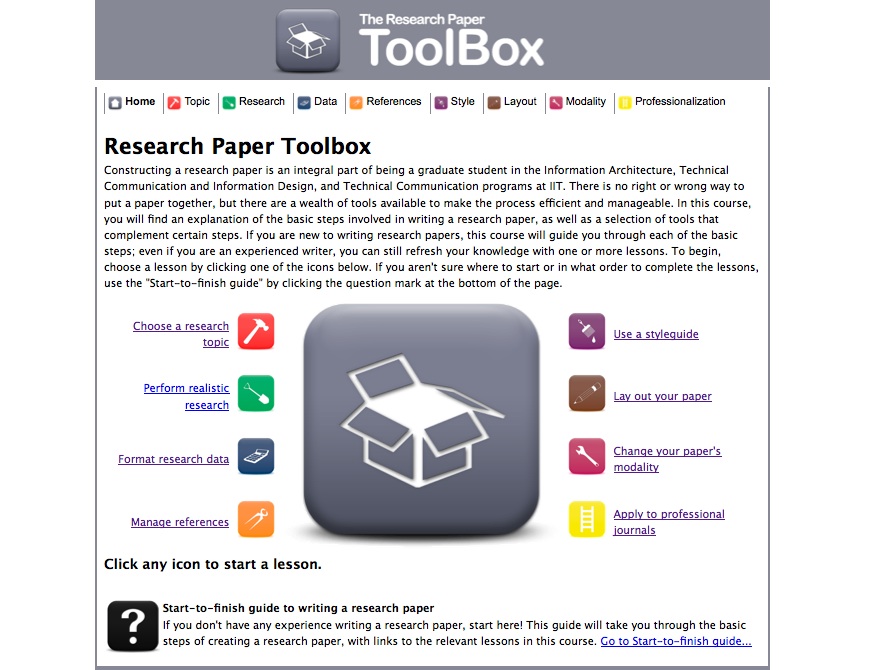 The Research Paper
ToolBox
Home Topic Research Data References Style Layout Modality Professionalization
Research Paper Toolbox
Constructing a research paper is an integral part of being a graduate student in the Information Architecture, Technical
Communication and Information Design, and Technical Communication programs at IIT. There is no right or wrong way to
put a paper together, but there are a wealth of tools available to make the process efficient and manageable. In this course,
you will find an explanation of the basic steps involved in writing a research paper, as well as a selection of tools that
complement certain steps. If you are new to writing research papers, this course will guide you through each of the basic
steps; even if you are an experienced writer, you can still refresh your knowledge with one or more lessons. To begin,
choose a lesson by clicking one of the icons below. If you aren't sure where to start or in what order to complete the lessons,
use the "Start-to-finish guide" by clicking the question mark at the bottom of the page.
Choose a research
topic
Perform realistic
research
Format research data
Manage references
Use a styleguide
Lay out your paper
Change your paper's
modality
Apply to professional
journals
Click any icon to start a lesson.
?
Start-to-finish guide to writing a research paper
If you don't have any experience writing a research paper, start here! This guide will take you through the basic
steps of creating a research paper, with links to the relevant lessons in this course. Go to Start-to-finish guide...